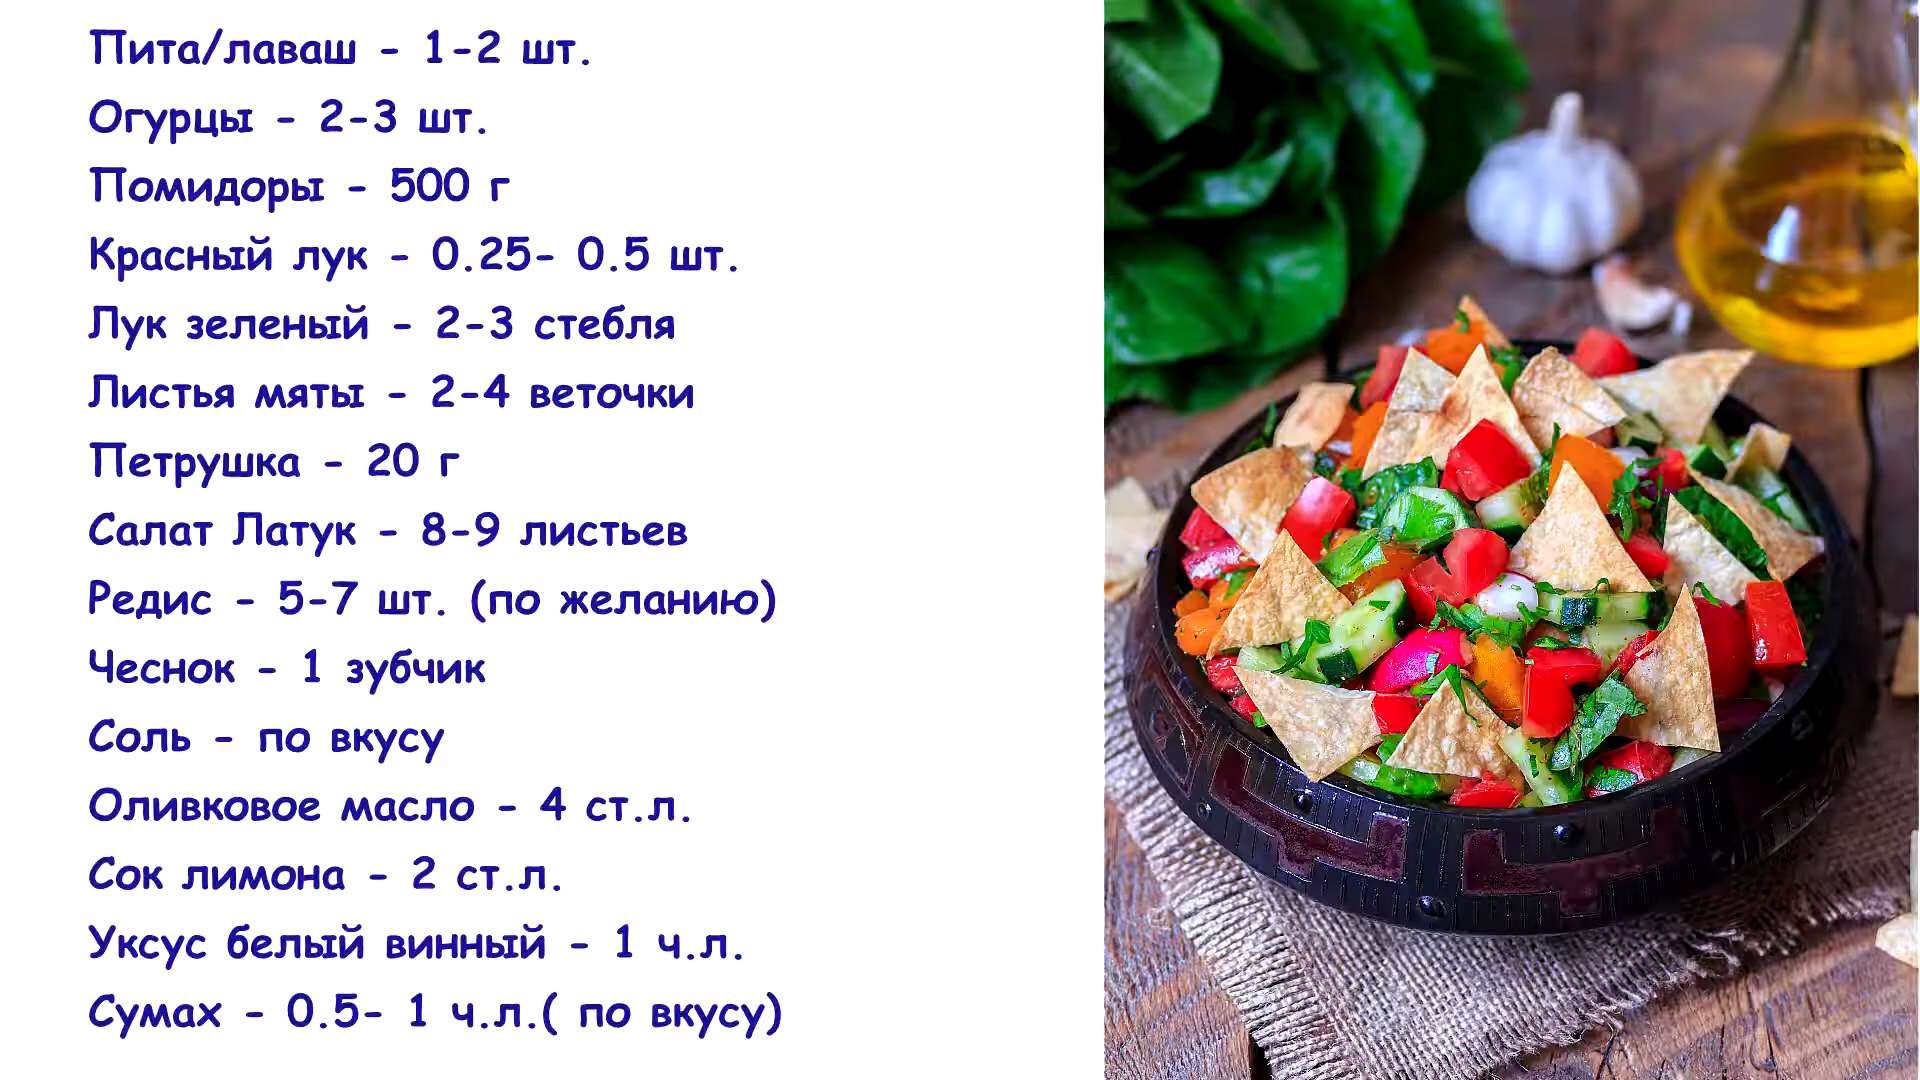 Пита/лаваш - 1-2 шт.
Огурцы - 2-3 шт.
Помидоры - 500 г
Красный лук - 0.25- 0.5 шт.
Лук зеленый - 2-3 стебля
Листья мяты - 2-4 веточки
Петрушка - 20 г
Салат Латук - 8-9 листьев
Редис - 5-7 шт. (по желанию)
Чеснок - 1 зубчик
Соль - по вкусу
Оливковое масло - 4 ст.л.
Сок лимона - 2 ст.л.
Уксус белый винный - 1 ч.л.
Сумах - 0.5- 1 ч.л.( по вкусу)